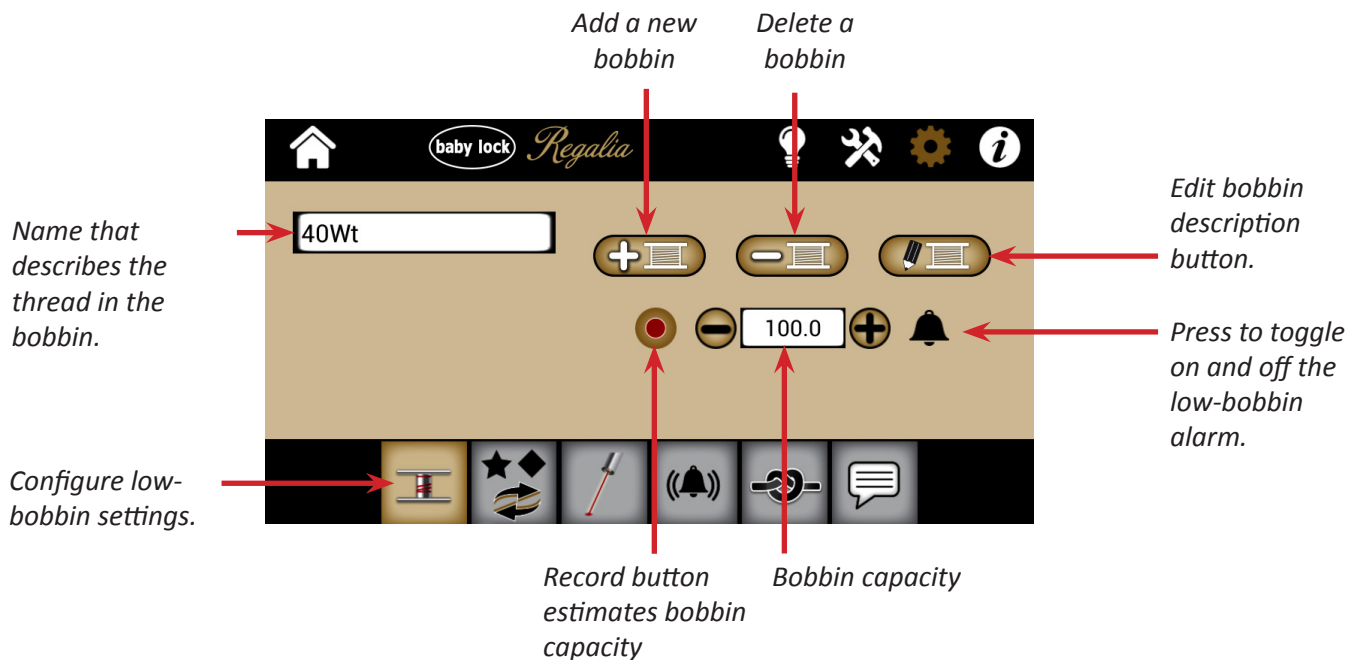 Add a new
bobbin
Delete a
bobbin
baby lock Regalia
i
Name that
describes the
thread in the
bobbin.
40Wt
Edit bobbin
description
button.
100.0
Press to toggle
on and off the
low-bobbin
alarm.
Configure low-
bobbin settings.
Record button
estimates bobbin
capacity
Bobbin capacity